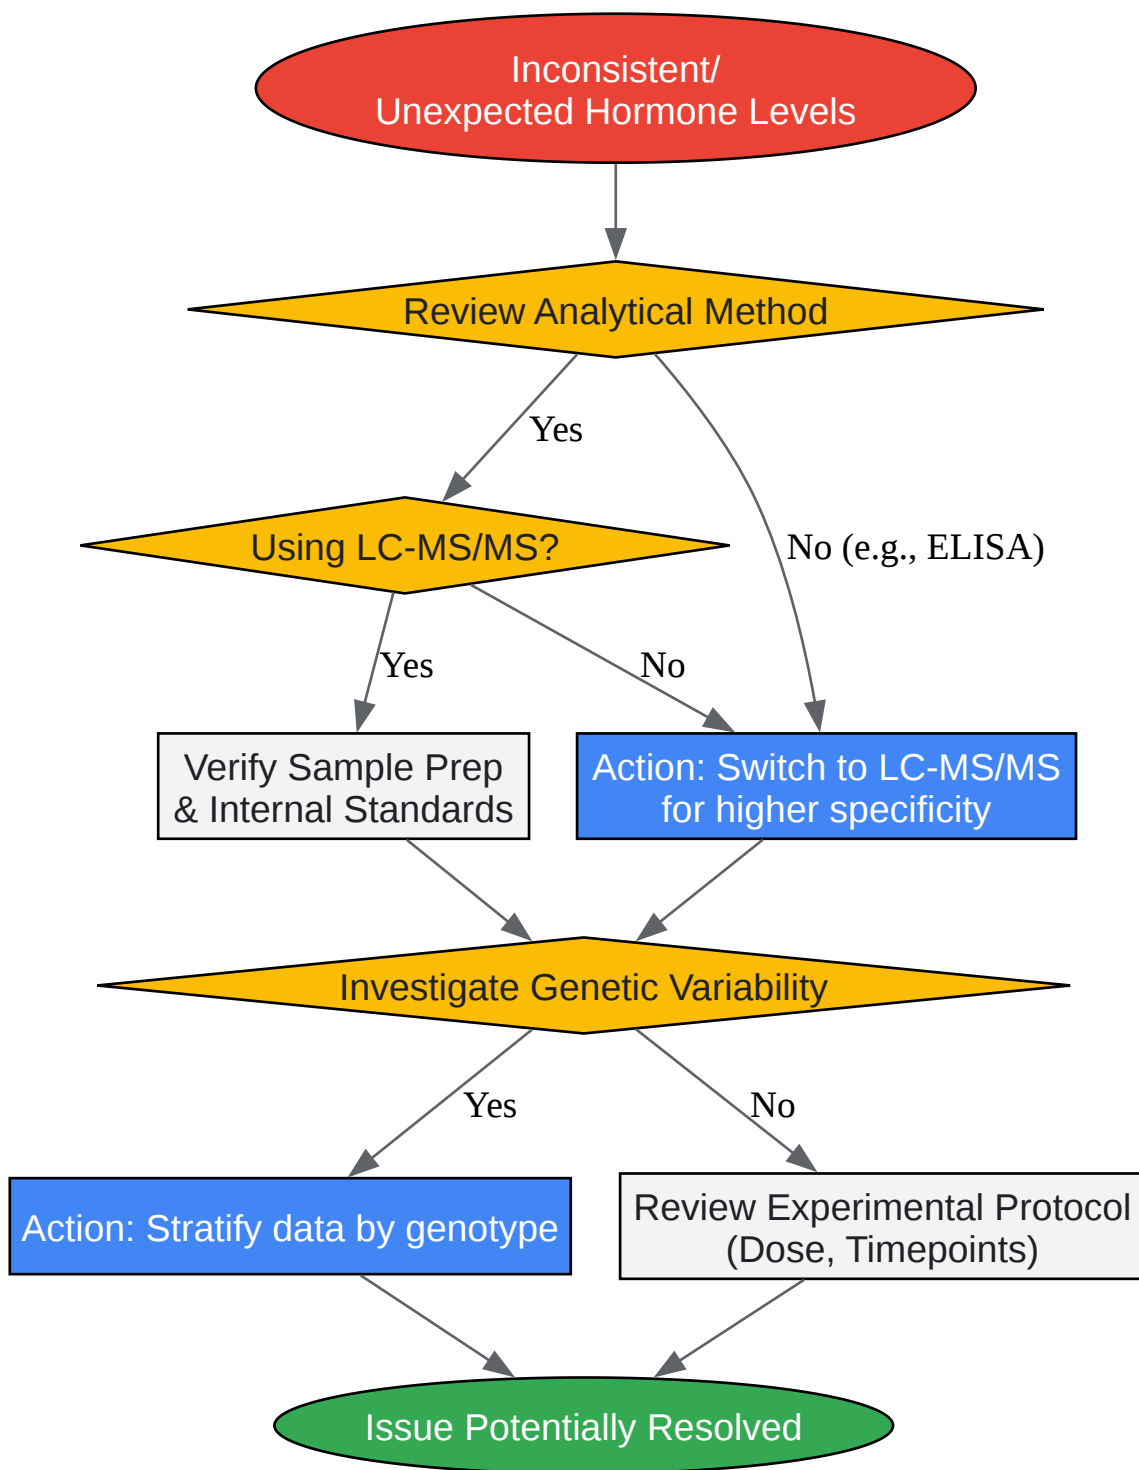 Inconsistent/
Unexpected Hormone Levels
Review Analytical Method
Yes
Using LC-MS/MS?
No (e.g., ELISA)
Yes
No
Verify Sample Prep
& Internal Standards
Action: Switch to LC-MS/MS
for higher specificity
Investigate Genetic Variability
Yes
No
Action: Stratify data by genotype
Review Experimental Protocol
(Dose, Timepoints)
Issue Potentially Resolved